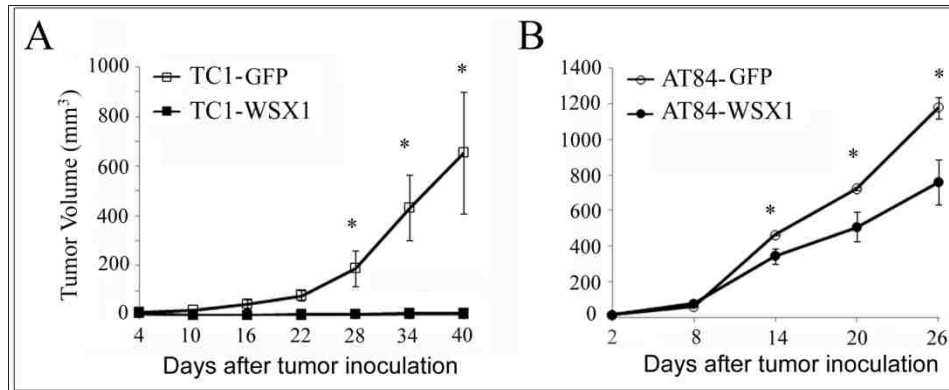 A
Tumor Volume (mm³)
1000
800
600
400
200
0
TC1-GFP
TC1-WSX1
*
*
*
4 10 16 22 28 34 40
Days after tumor inoculation
B
1400
1200
1000
800
600
400
200
0
AT84-GFP
AT84-WSX1
*
*
*
2 8 14 20 26
Days after tumor inoculation